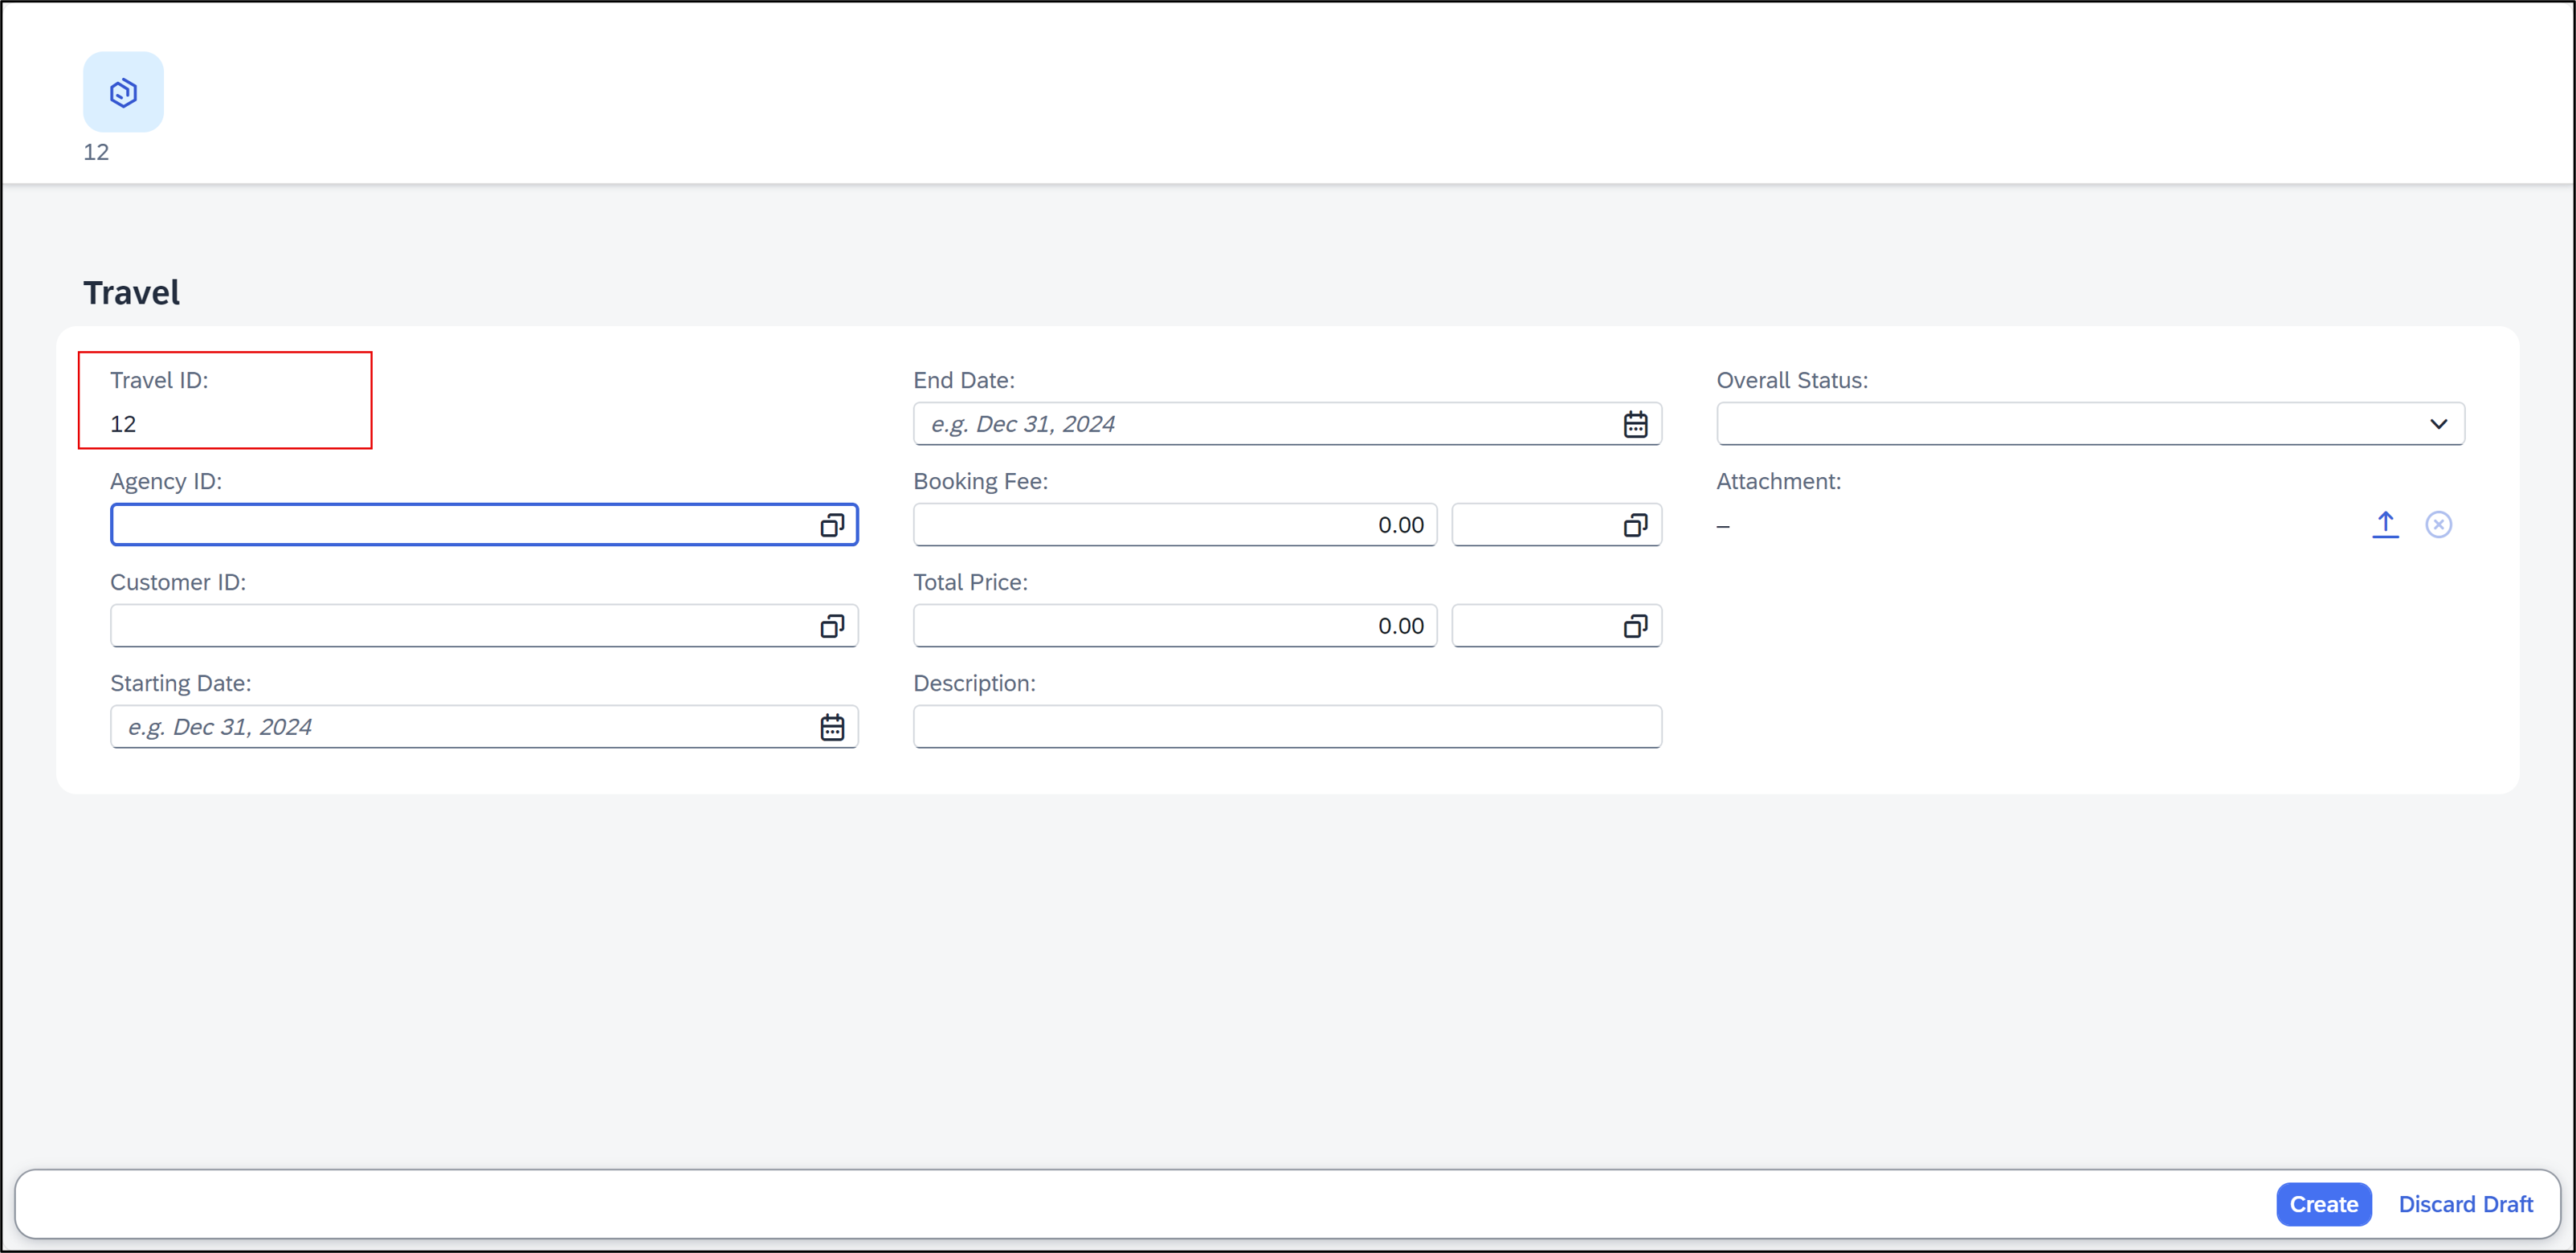 12
Travel
Travel ID:
12
Agency ID:
Customer ID:
Starting Date:
e.g. Dec 31, 2024
End Date:
e.g. Dec 31, 2024
Booking Fee:
0.00
Total Price:
0.00
Description:
Overall Status:
Attachment:
–
Create Discard Draft